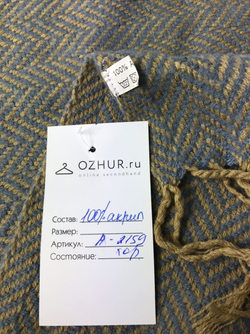 100%
OZHUR.ru
online secondhand
Состав: 100% акрил
Размер:
Артикул: А-2159
Состояние: хор